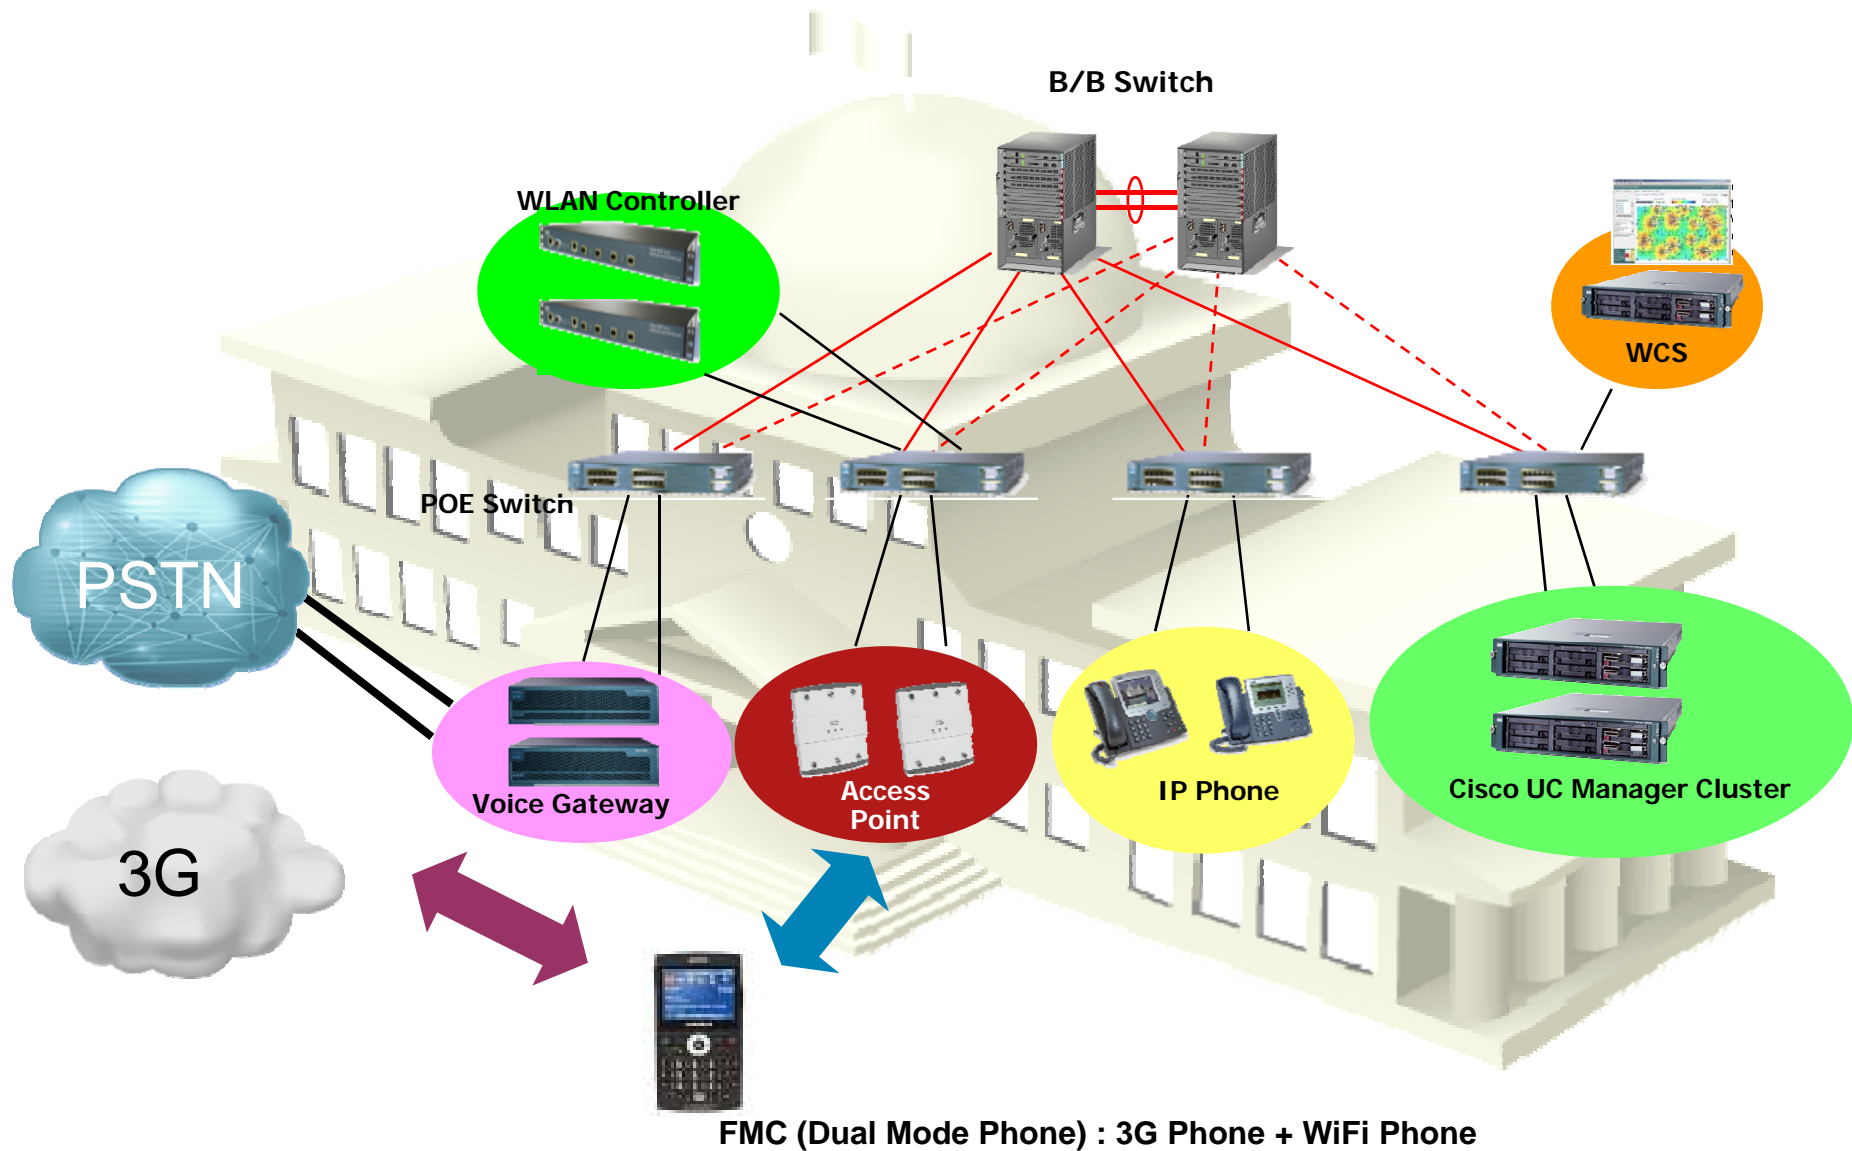 B/B Switch
WLAN Controller
WCS
POE Switch
PSTN
Voice Gateway
Access
Point
IP Phone
Cisco UC Manager Cluster
3G
FMC (Dual Mode Phone) : 3G Phone + WiFi Phone